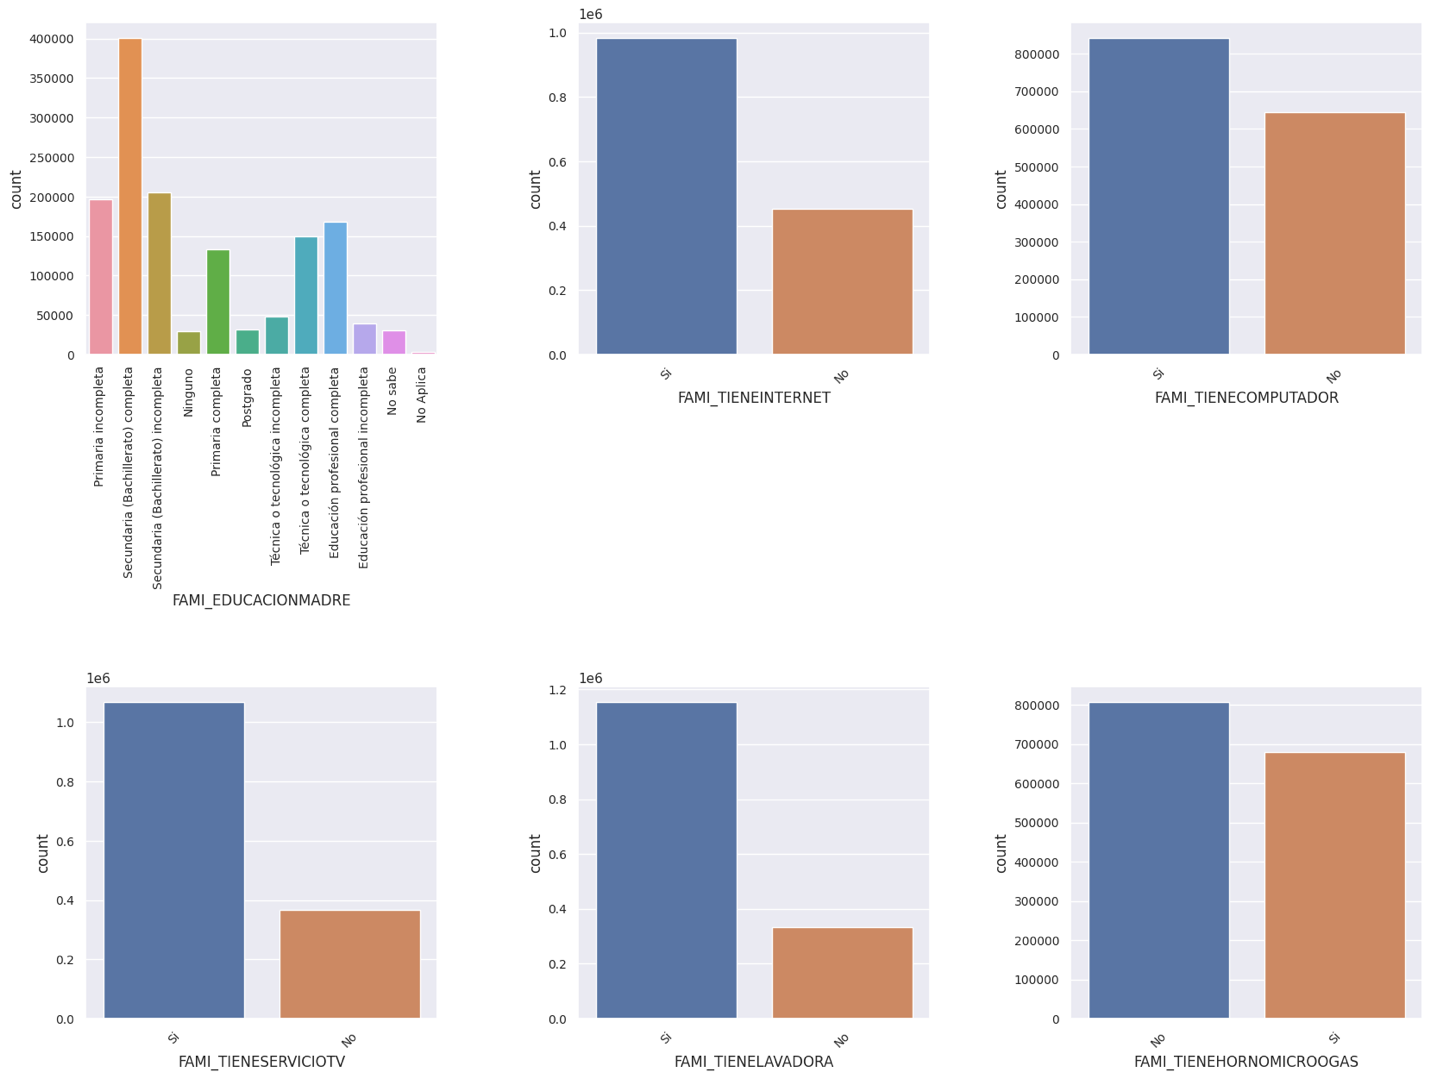 400000
350000
300000
250000
200000
150000
100000
50000
0
count
Primaria incompleta
Secundaria (Bachillerato) completa
Secundaria (Bachillerato) incompleta
Ninguno
Primaria completa
Postgrado
Técnica o tecnológica incompleta
Técnica o tecnológica completa
Educación profesional completa
Educación profesional incompleta
No sabe
No Aplica
FAMI_EDUCACIONMADRE
1e6
1.0
0.8
0.6
0.4
0.2
0.0
count
Si
No
FAMI_TIENEINTERNET
800000
700000
600000
500000
400000
300000
200000
100000
0
count
Si
No
FAMI_TIENECOMPUTADOR
1e6
1.0
0.8
0.6
0.4
0.2
0.0
count
Si
No
FAMI_TIENESERVICIOTV
1e6
1.2
1.0
0.8
0.6
0.4
0.2
0.0
count
Si
No
FAMI_TIENELAVADORA
800000
700000
600000
500000
400000
300000
200000
100000
0
count
No
Si
FAMI_TIENEHORNOMICROOGAS